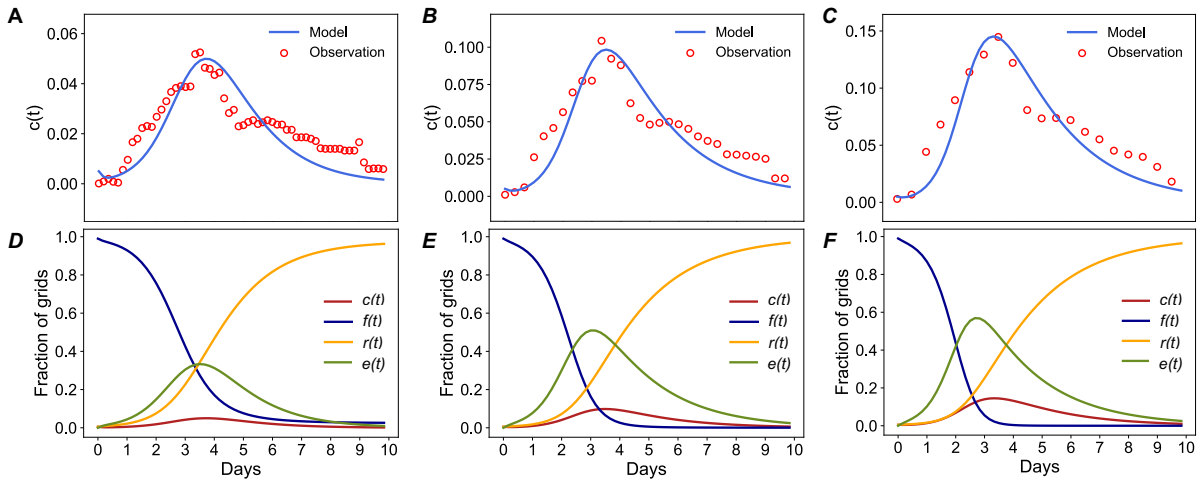 A
0.06
0.04
0.02
0.00
c(t)
Model
Observation
B
0.100
0.075
0.050
0.025
0.000
c(t)
Model
Observation
C
0.15
0.10
0.05
0.00
c(t)
Model
Observation
D
1.0
0.8
0.6
0.4
0.2
0.0
Fraction of grids
c(t)
f(t)
r(t)
e(t)
0 1 2 3 4 5 6 7 8 9 10
Days
E
1.0
0.8
0.6
0.4
0.2
0.0
Fraction of grids
c(t)
f(t)
r(t)
e(t)
0 1 2 3 4 5 6 7 8 9 10
Days
F
1.0
0.8
0.6
0.4
0.2
0.0
Fraction of grids
c(t)
f(t)
r(t)
e(t)
0 1 2 3 4 5 6 7 8 9 10
Days